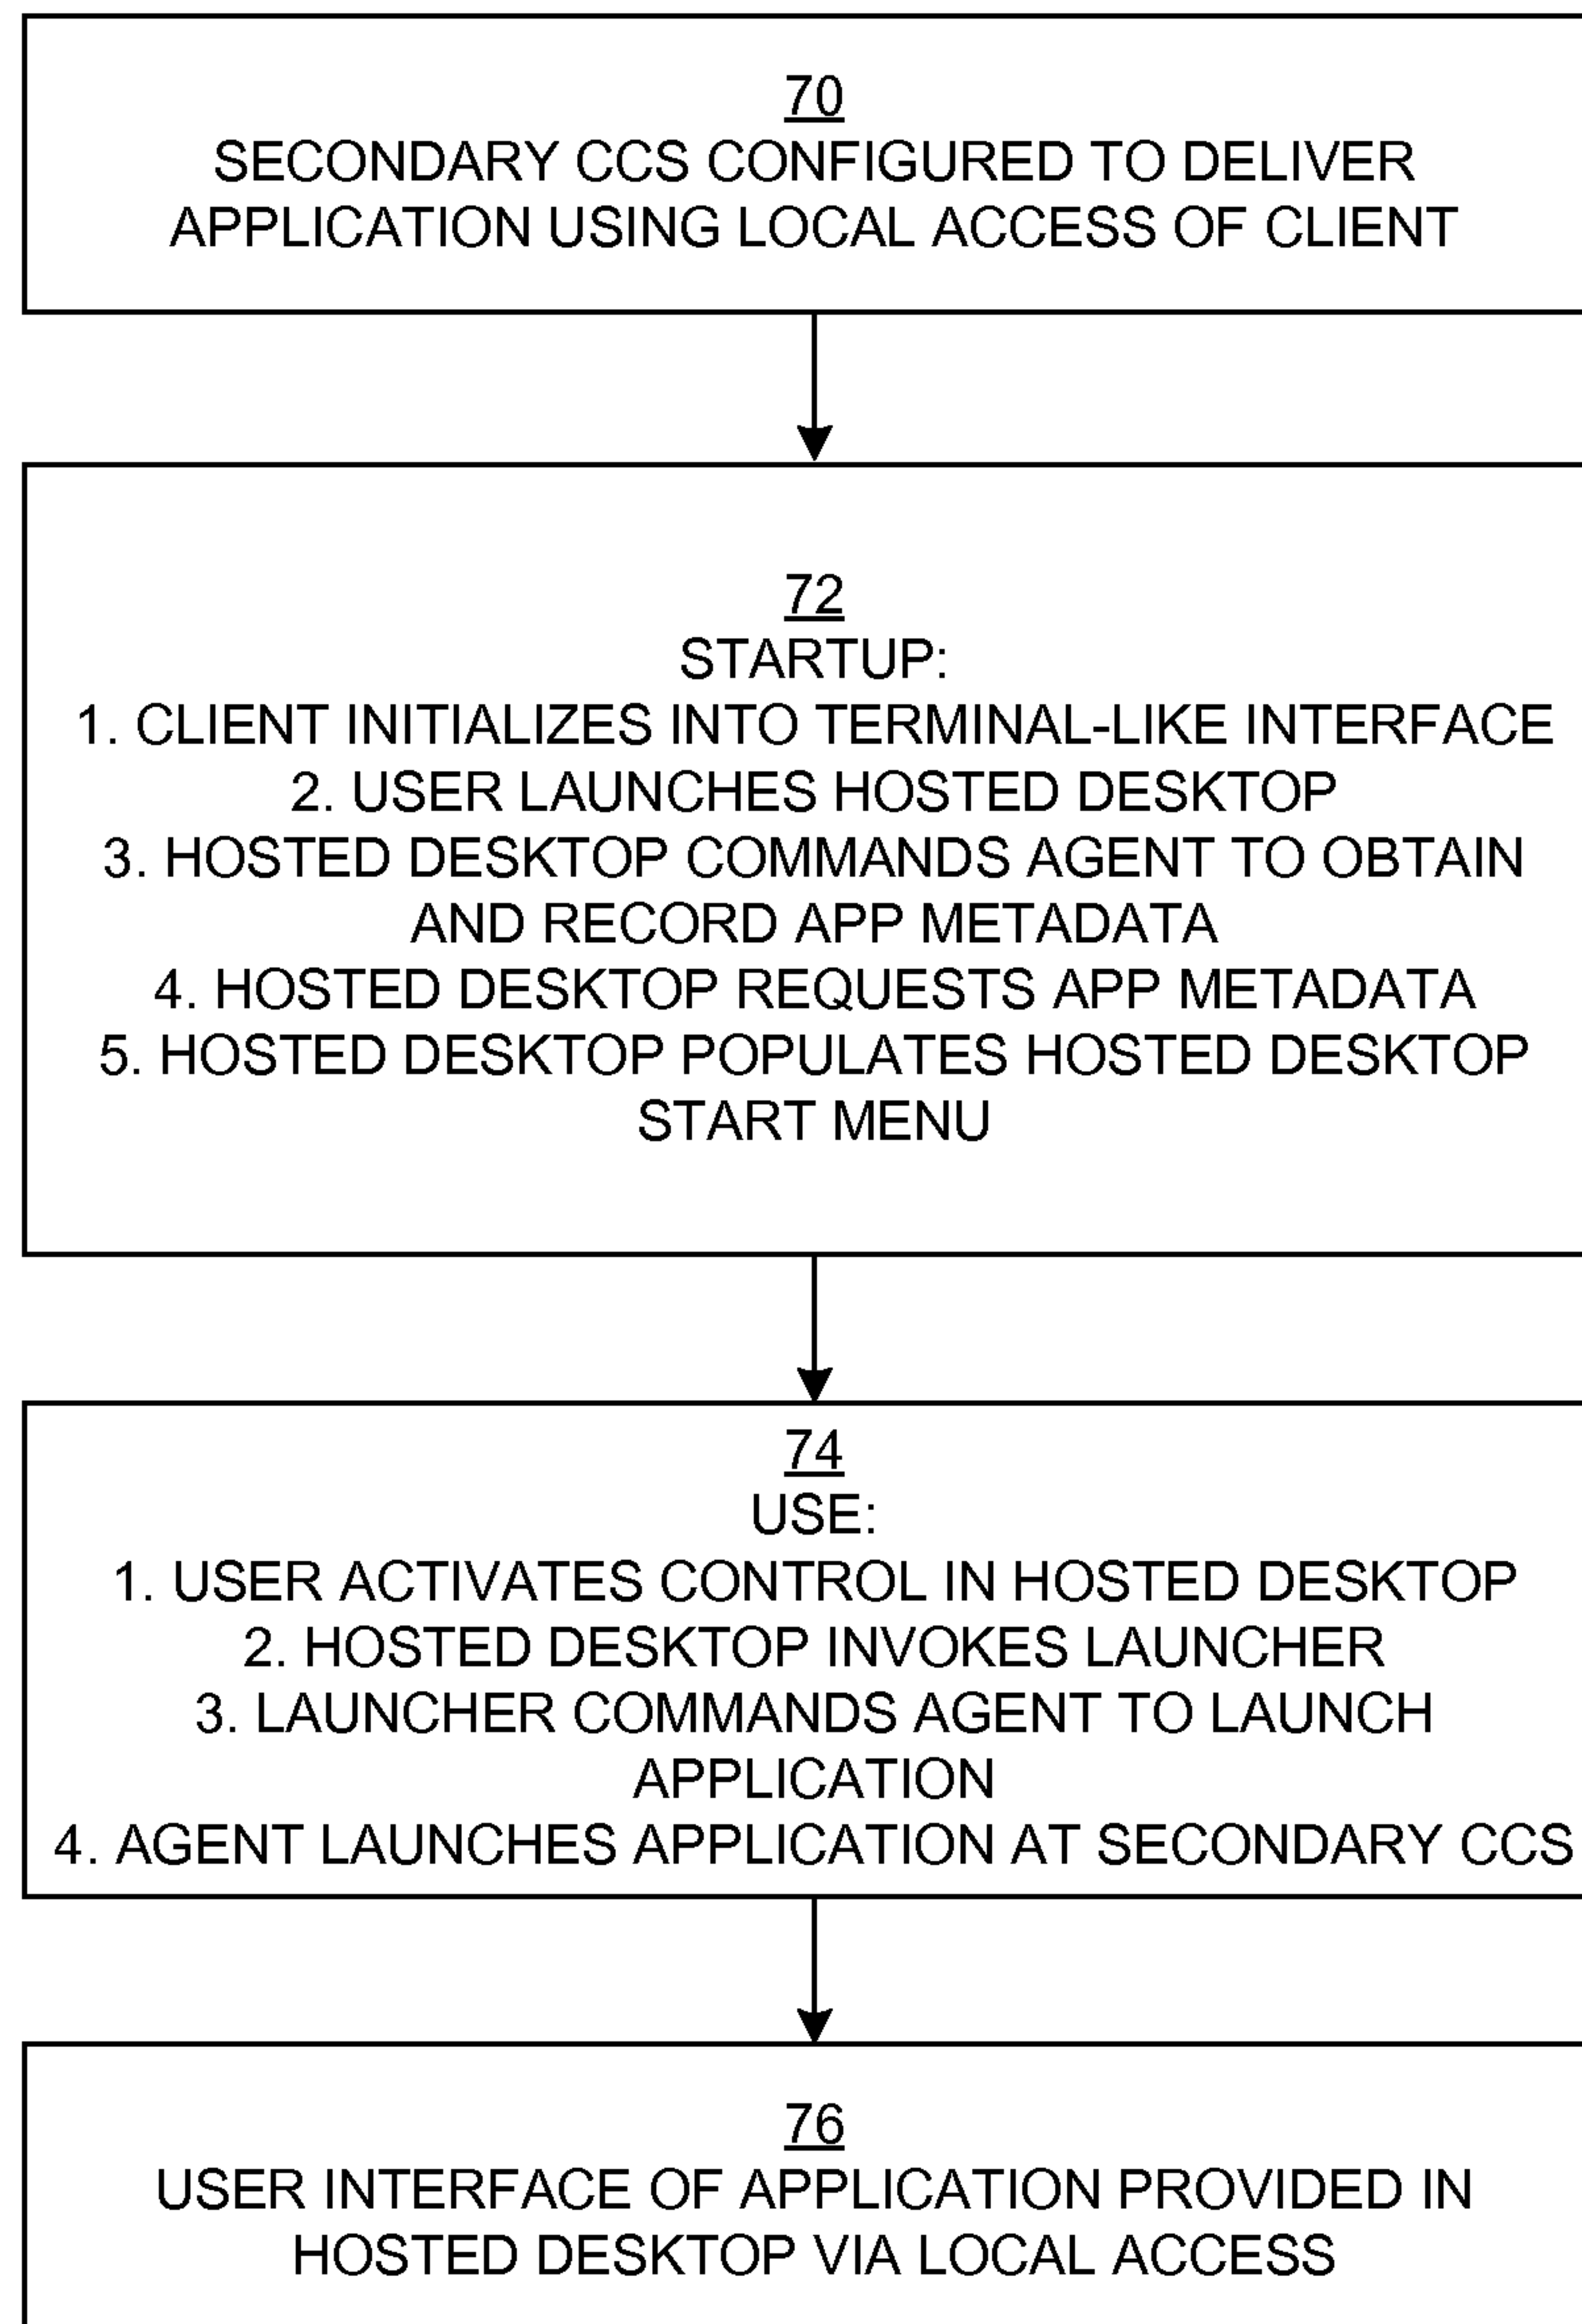 70
SECONDARY CCS CONFIGURED TO DELIVER
APPLICATION USING LOCAL ACCESS OF CLIENT
72
STARTUP:
1. CLIENT INITIALIZES INTO TERMINAL-LIKE INTERFACE
2. USER LAUNCHES HOSTED DESKTOP
3. HOSTED DESKTOP COMMANDS AGENT TO OBTAIN
AND RECORD APP METADATA
4. HOSTED DESKTOP REQUESTS APP METADATA
5. HOSTED DESKTOP POPULATES HOSTED DESKTOP
START MENU
74
USE:
1. USER ACTIVATES CONTROL IN HOSTED DESKTOP
2. HOSTED DESKTOP INVOKES LAUNCHER
3. LAUNCHER COMMANDS AGENT TO LAUNCH
APPLICATION
4. AGENT LAUNCHES APPLICATION AT SECONDARY CCS
76
USER INTERFACE OF APPLICATION PROVIDED IN
HOSTED DESKTOP VIA LOCAL ACCESS